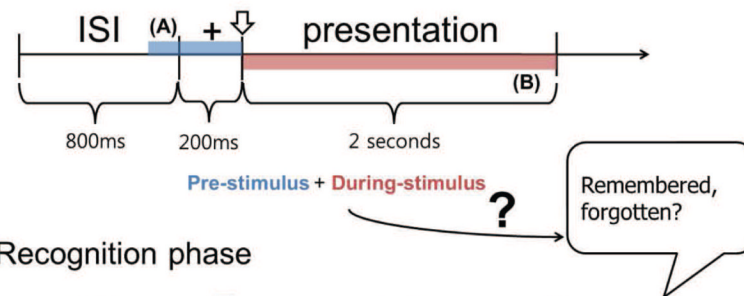 ISI (A) + presentation
(B)
800ms 200ms 2 seconds
Pre-stimulus + During-stimulus
?
Remembered,
forgotten?
Recognition phase